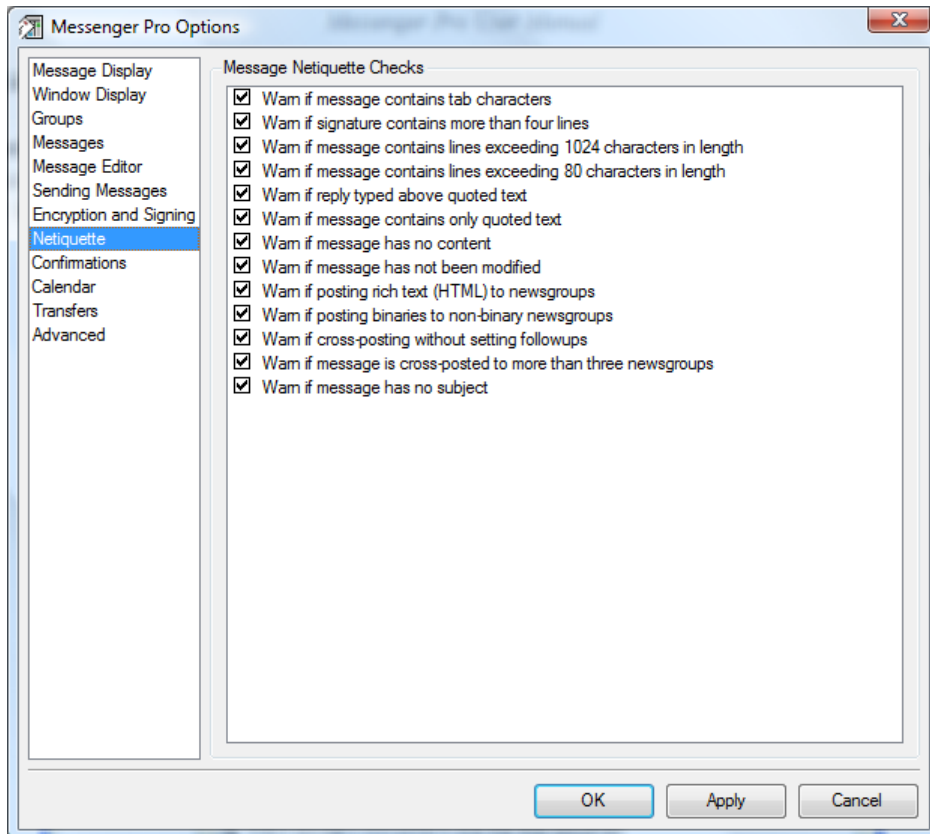 Messenger Pro Options
Message Display
Window Display
Groups
Messages
Message Editor
Sending Messages
Encryption and Signing
Netiquette
Confirmations
Calendar
Transfers
Advanced
Message Netiquette Checks
Warn if message contains tab characters
Warn if signature contains more than four lines
Warn if message contains lines exceeding 1024 characters in length
Warn if message contains lines exceeding 80 characters in length
Warn if reply typed above quoted text
Warn if message contains only quoted text
Warn if message has no content
Warn if message has not been modified
Warn if posting rich text (HTML) to newsgroups
Warn if posting binaries to non-binary newsgroups
Warn if cross-posting without setting followups
Warn if message is cross-posted to more than three newsgroups
Warn if message has no subject
OK Apply Cancel